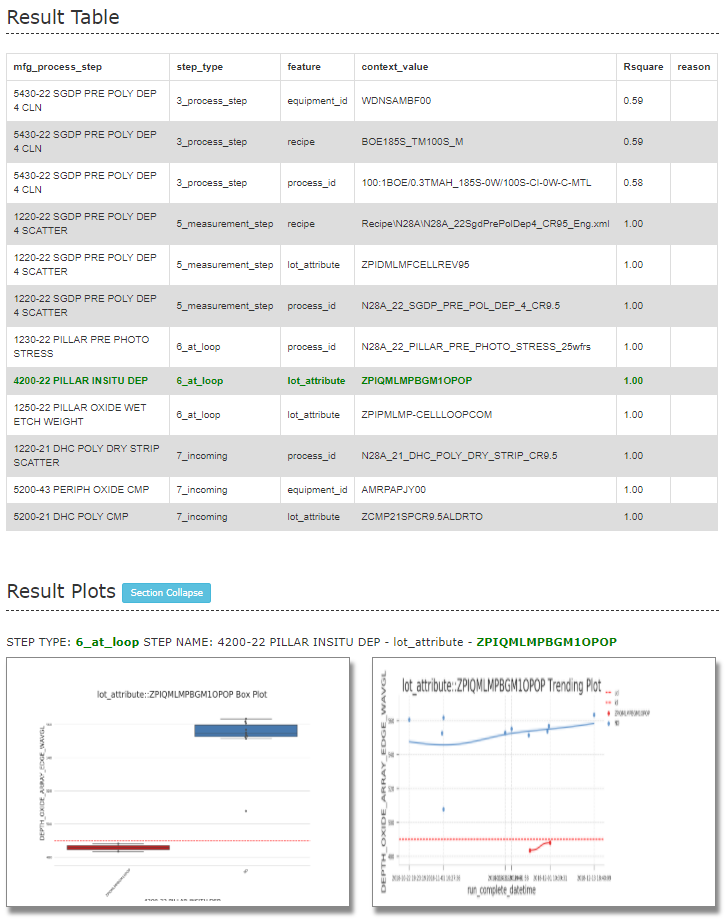 Result Table
mfg_process_step step_type feature context_value Rsquare reason
5430-22 SGDP PRE POLY DEP
4 CLN
3_process_step equipment_id WDNSAMBF00 0.59
5430-22 SGDP PRE POLY DEP
4 CLN
3_process_step recipe BOE185S_TM100S_M 0.59
5430-22 SGDP PRE POLY DEP
4 CLN
3_process_step process_id 100:1BOE/0.3TMAH_185S-0W/100S-CI-0W-C-MTL 0.58
1220-22 SGD PRE POLY DEP
4 SCATTER
5_measurement_step recipe Recipe\N28A\N28A_22SgdPrePolDep4_CR95_Eng.xml 1.00
1220-22 SGD PRE POLY DEP
4 SCATTER
5_measurement_step lot_attribute ZPIDMLMFCELLREV95 1.00
1220-22 SGD PRE POLY DEP
4 SCATTER
5_measurement_step process_id N28A_22_SGD_PRE_POL_DEP_4_CR9.5 1.00
1230-22 PILLAR PRE PHOTO
STRESS
6_at_loop process_id N28A_22_PILLAR_PRE_PHOTO_STRESS_25wfrs 1.00
4200-22 PILLAR INSITU DEP 6_at_loop lot_attribute ZPIQMLMPBGM1OPOP 1.00
1250-22 PILLAR OXIDE WET
ETCH WEIGHT
6_at_loop lot_attribute ZPIPMLMP-CELLLOOPCOM 1.00
1220-21 DHC POLY DRY STRIP
SCATTER
7_incoming process_id N28A_21_DHC_POLY_DRY_STRIP_CR9.5 1.00
5200-43 PERIPH OXIDE CMP 7_incoming equipment_id AMRPAPJY00 1.00
5200-21 DHC POLY CMP 7_incoming lot_attribute ZCMP21SPCR9.5ALDRTO 1.00
Result Plots Section Collapse
STEP TYPE: 6_at_loop STEP NAME: 4200-22 PILLAR INSITU DEP - lot_attribute - ZPIQMLMPBGM1OPOP
lot_attribute::ZPIQMLMPBGM1OPOP Box Plot
DEPTH_OXIDE_ARRAY_EDGE_WAVGL
4200-22 PILLAR INSITU DEP
lot_attribute::ZPIQMLMPBGM1OPOP Trending Plot
DEPTH_OXIDE_ARRAY_EDGE_WAVGL
run_complete_datetime